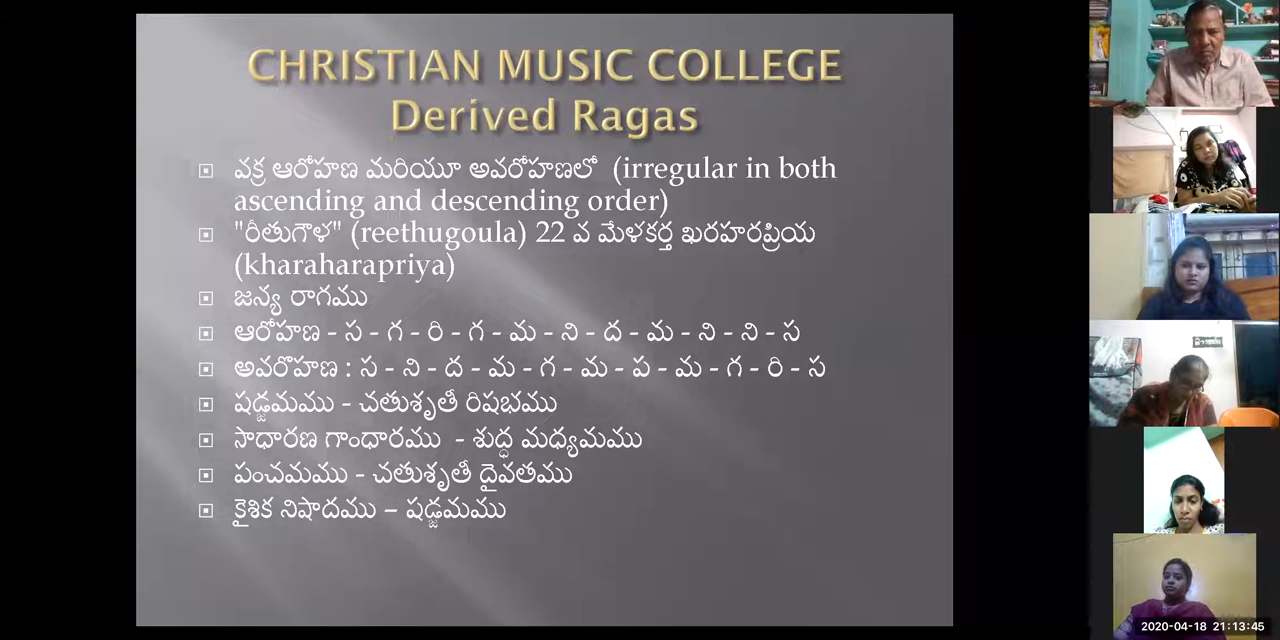 CHRISTIAN MUSIC COLLEGE
Derived Ragas
వక్ర ఆరోహణ మరియూ అవరోహణలో (irregular in both
ascending and descending order)
"రీతుగౌళ" (reethugoula) 22 వ మేళకర్త ఖరహరప్రియ
(kharaharapriya)
జన్య రాగము
ఆరోహణ - స - గ - రి - గ - మ - ని - ద - మ - ని - ని - స
అవరొహణ : స - ని - ద - మ - గ - మ - ప - మ - గ - రి - స
షడ్జమము - చతుశృతీ రిషభము
సాధారణ గాంధారము - శుద్ధ మధ్యమము
పంచమము - చతుశృతీ దైవతము
కైశిక నిషాదము – షడ్జమము
2020-04-18 21:13:45